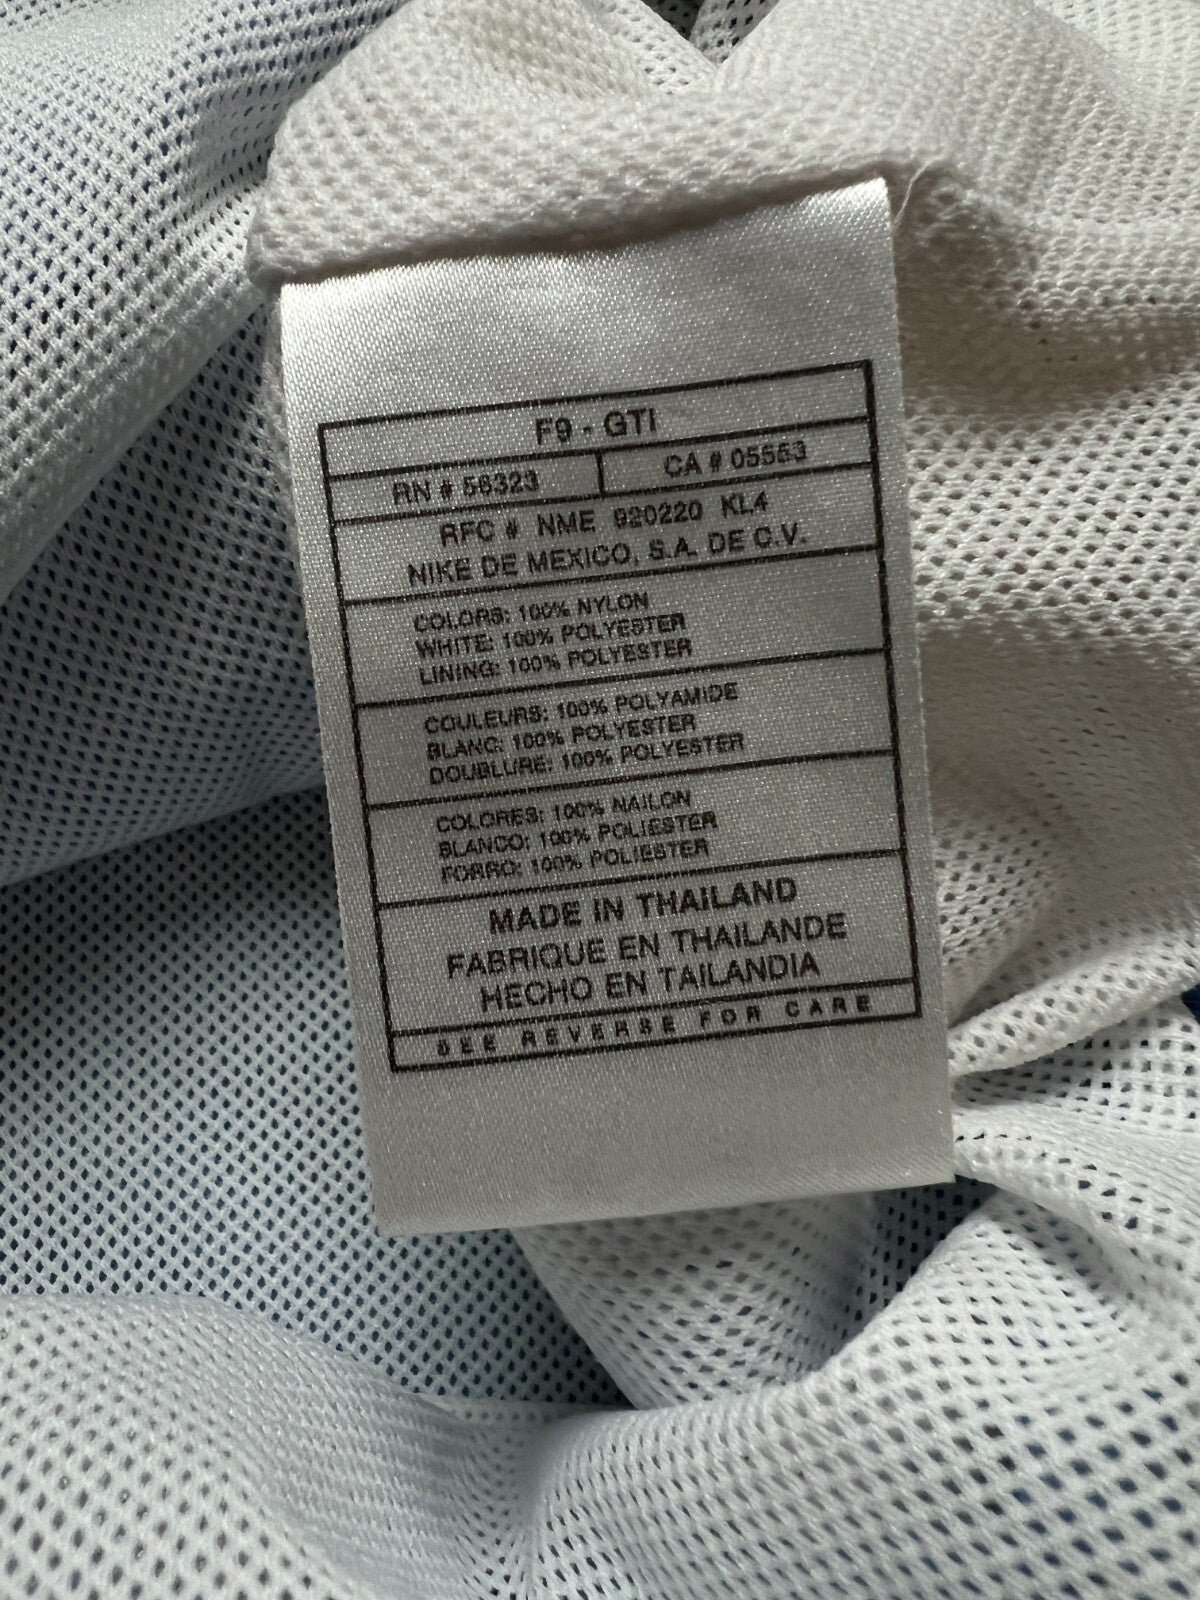 F9 - GTI
RN # 56323 CA # 05553
RFC # NME 920220 KL4
NIKE DE MEXICO, S.A. DE C.V.
COLORS: 100% NYLON
WHITE: 100% POLYESTER
LINING: 100% POLYESTER
COULEURS: 100% POLYAMIDE
BLANC: 100% POLYESTER
DOUBLURE: 100% POLYESTER
COLORES: 100% NAILON
BLANCO: 100% POLIESTER
FORRO: 100% POLIESTER
MADE IN THAILAND
FABRIQUE EN THAILANDE
HECHO EN TAILANDIA
SEE REVERSE FOR CARE